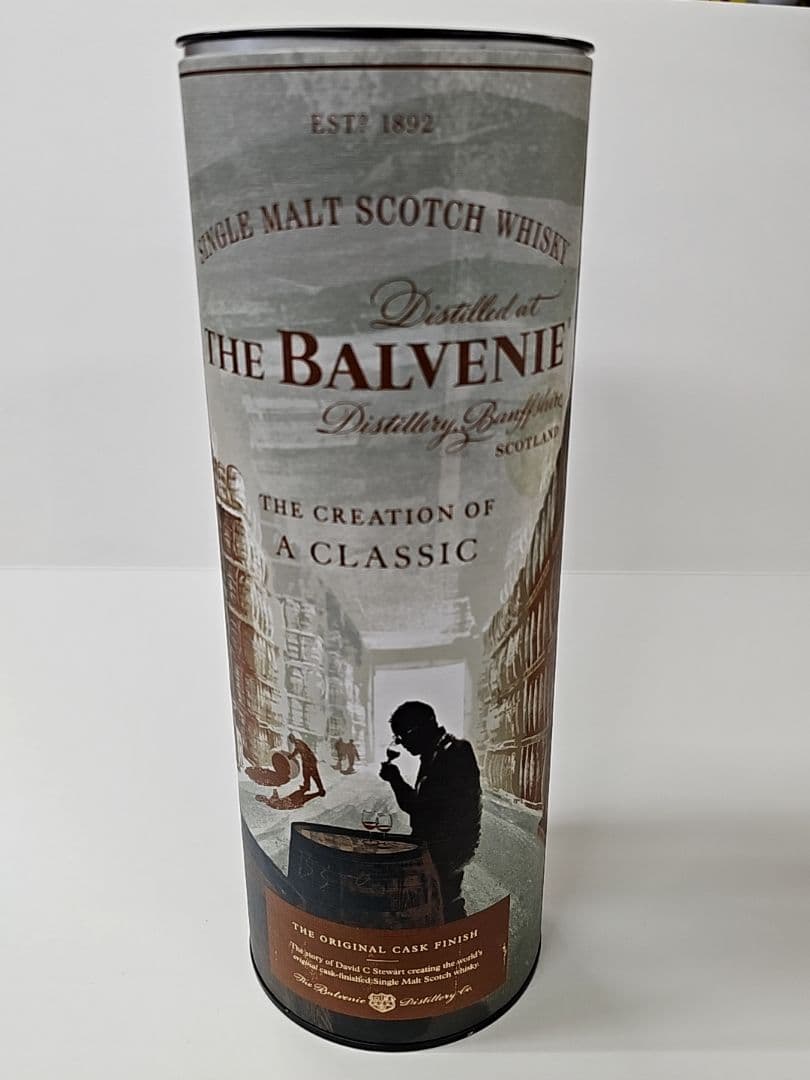 ESTD 1892
SINGLE MALT SCOTCH WHISKY
Distilled at
THE BALVENIE
Distillery, Banffshire
SCOTLAND
THE CREATION OF
A CLASSIC
THE ORIGINAL CASK FINISH
The story of David C Stewart creating the world's
original cask-finished Single Malt Scotch whisky.
The Balvenie Distillery Co.